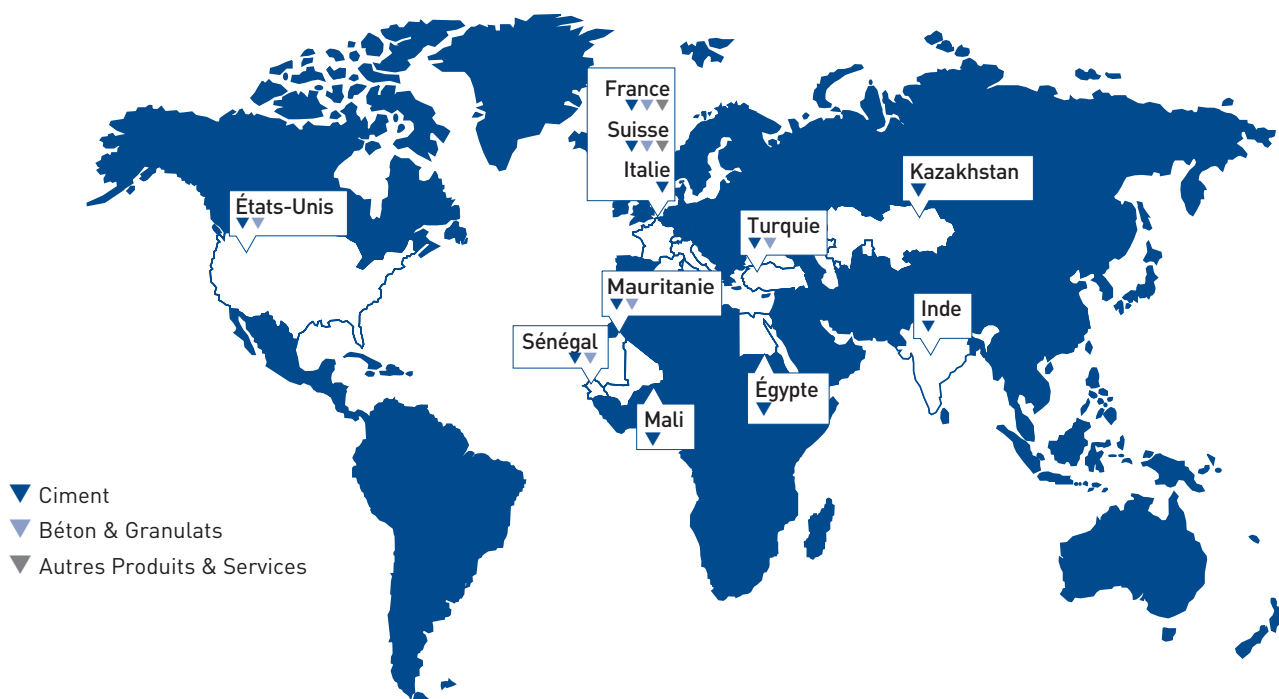 France
Suisse
Italie
Kazakhstan
États-Unis
Turquie
Mauritanie
Inde
Sénégal
Égypte
Mali
Ciment
Béton & Granulats
Autres Produits & Services